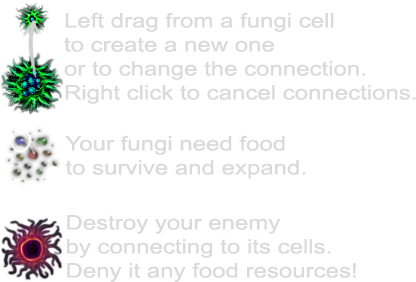 Left drag from a fungi cell
to create a new one
or to change the connection.
Right click to cancel connections.
Your fungi need food
to survive and expand.
Destroy your enemy
by connecting to its cells.
Deny it any food resources!